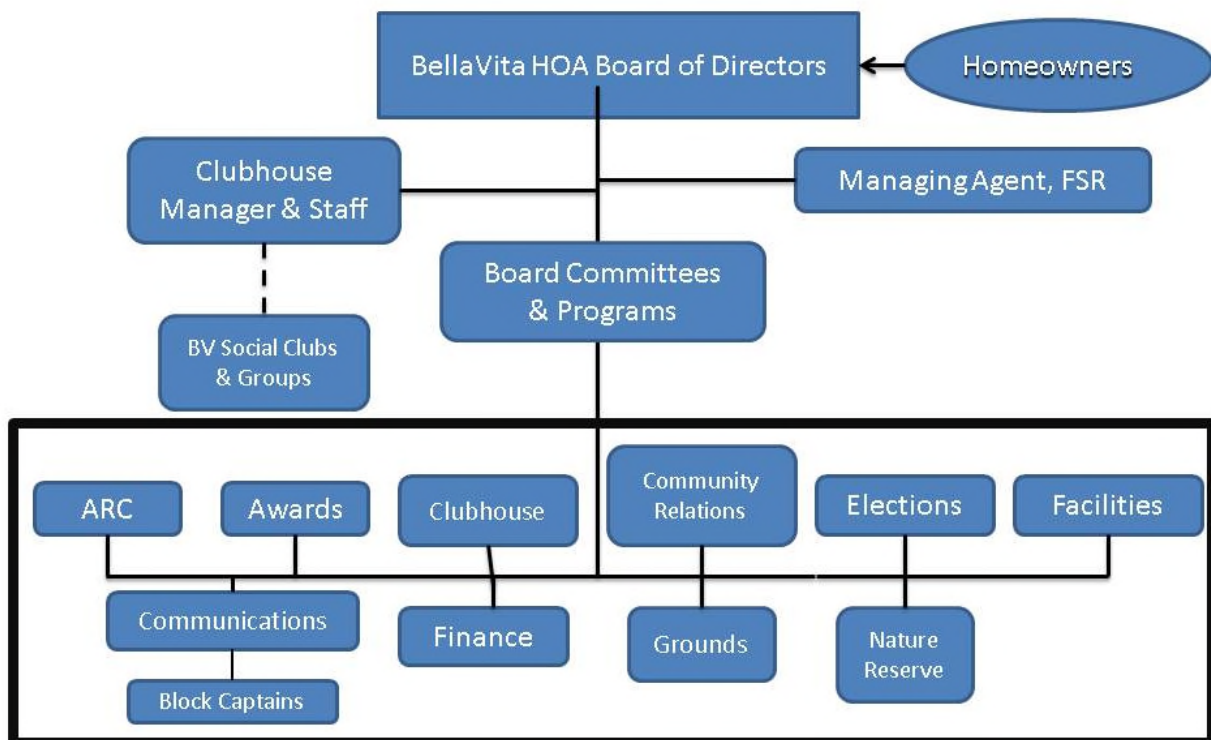 BellaVita HOA Board of Directors
Homeowners
Clubhouse
Manager & Staff
Managing Agent, FSR
Board Committees
& Programs
BV Social Clubs
& Groups
ARC
Awards
Clubhouse
Community
Relations
Elections
Facilities
Communications
Finance
Grounds
Nature
Reserve
Block Captains